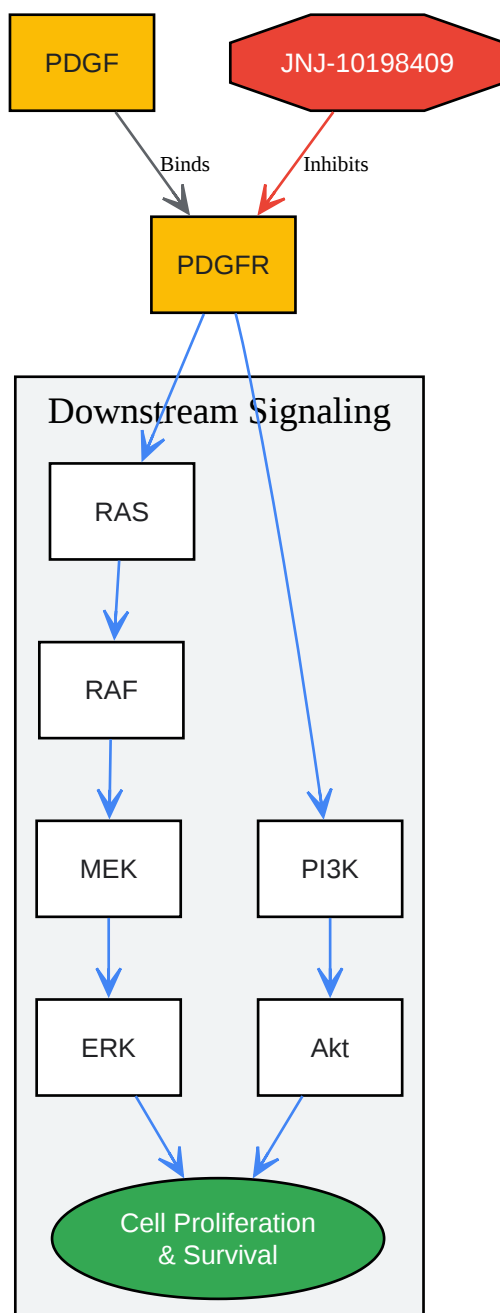 PDGF
JNJ-10198409
Binds
Inhibits
PDGFR
Downstream Signaling
RAS
RAF
MEK
PI3K
ERK
Akt
Cell Proliferation
& Survival